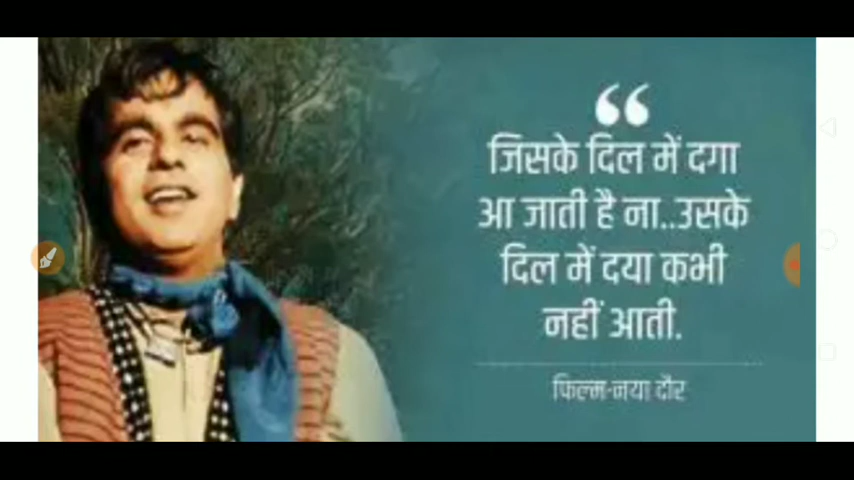 “
जिसके दिल में दगा
आ जाती है ना..उसके
दिल में दया कभी
नहीं आती.
फिल्म-नया दौर